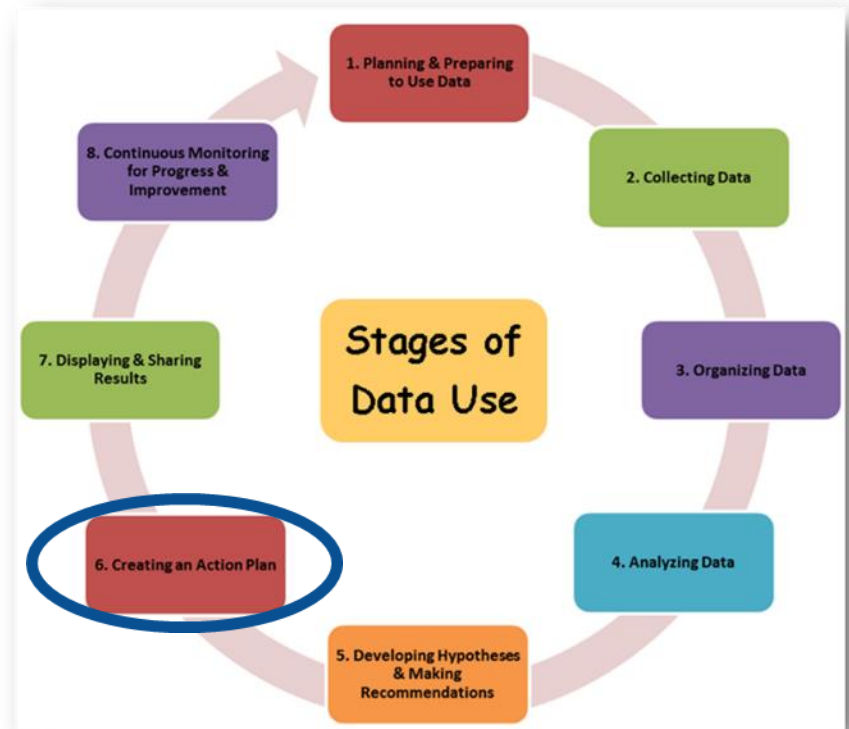 1. Planning & Preparing
to Use Data
2. Collecting Data
3. Organizing Data
4. Analyzing Data
5. Developing Hypotheses
& Making
Recommendations
6. Creating an Action Plan
7. Displaying & Sharing
Results
8. Continuous Monitoring
for Progress &
Improvement
Stages of
Data Use